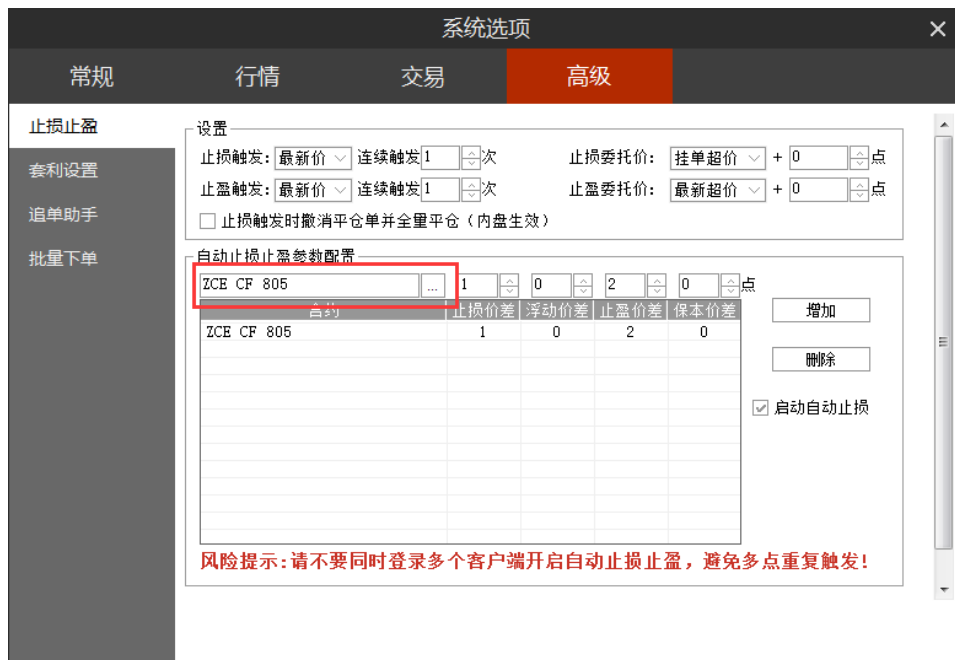 系统选项
常规 行情 交易 高级
止损止盈
套利设置
追单助手
批量下单
设置
止损触发: 最新价 连续触发 1 次 止损委托价: 挂单超价 + 0 点
止盈触发: 最新价 连续触发 1 次 止盈委托价: 最新超价 + 0 点
止损触发时撤消平仓单并全量平仓（内盘生效）
自动止损止盈参数配置
ZCE CF 805 ... 1 0 2 0 点
合约 止损价差 浮动价差 止盈价差 保本价差
ZCE CF 805 1 0 2 0
增加
删除
启动自动止损
风险提示:请不要同时登录多个客户端开启自动止损止盈，避免多点重复触发!